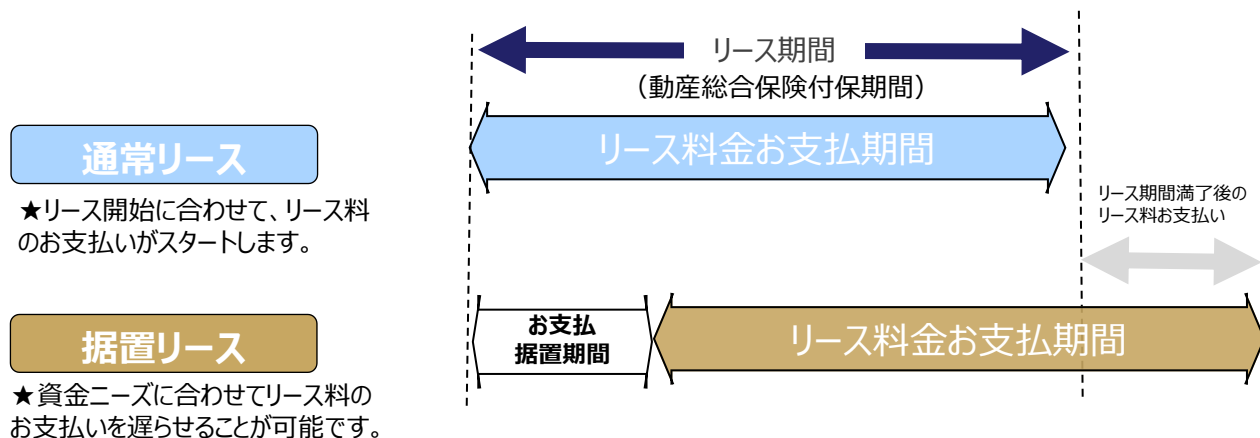 リース期間
（動産総合保険付保期間）
通常リース
リース料金お支払期間
★リース開始に合わせて、リース料
のお支払いがスタートします。
リース期間満了後の
リース料お支払い
据置リース
お支払
据置期間
リース料金お支払期間
★資金ニーズに合わせてリース料の
お支払いを遅らせることが可能です。